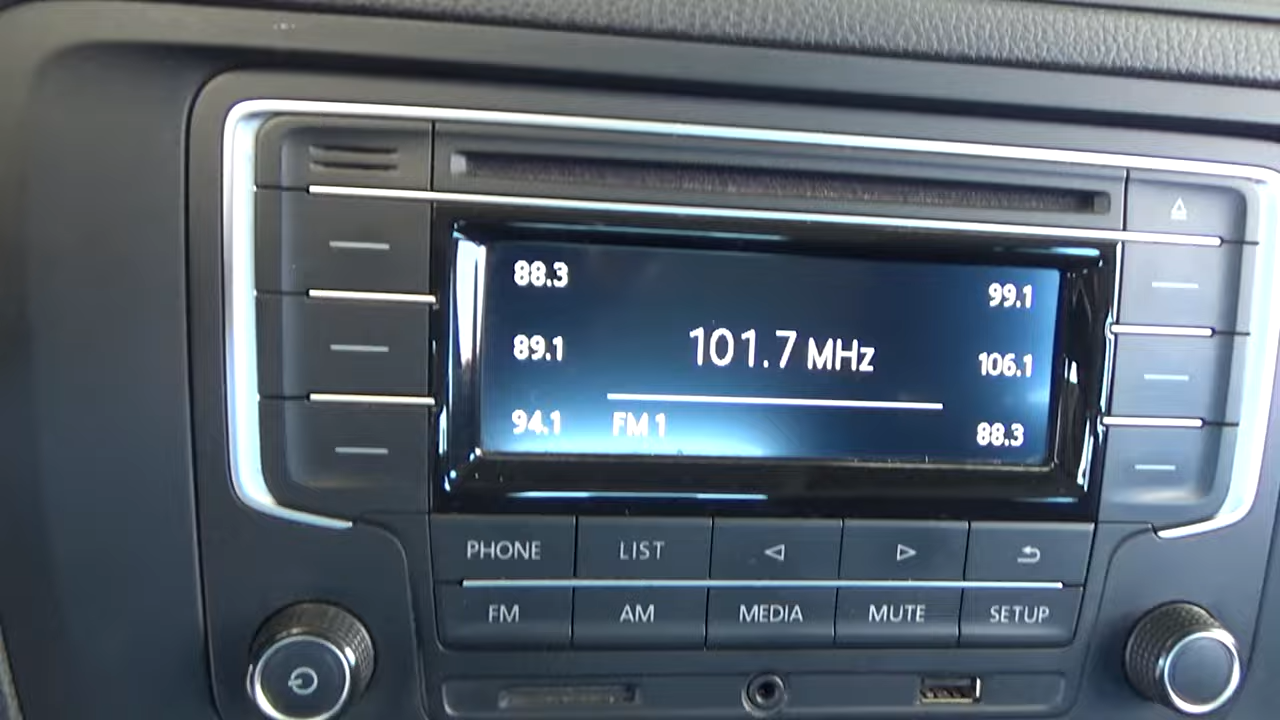 88.3
99.1
89.1
101.7 MHz
106.1
94.1
FM 1
88.3
PHONE
LIST
FM
AM
MEDIA
MUTE
SETUP